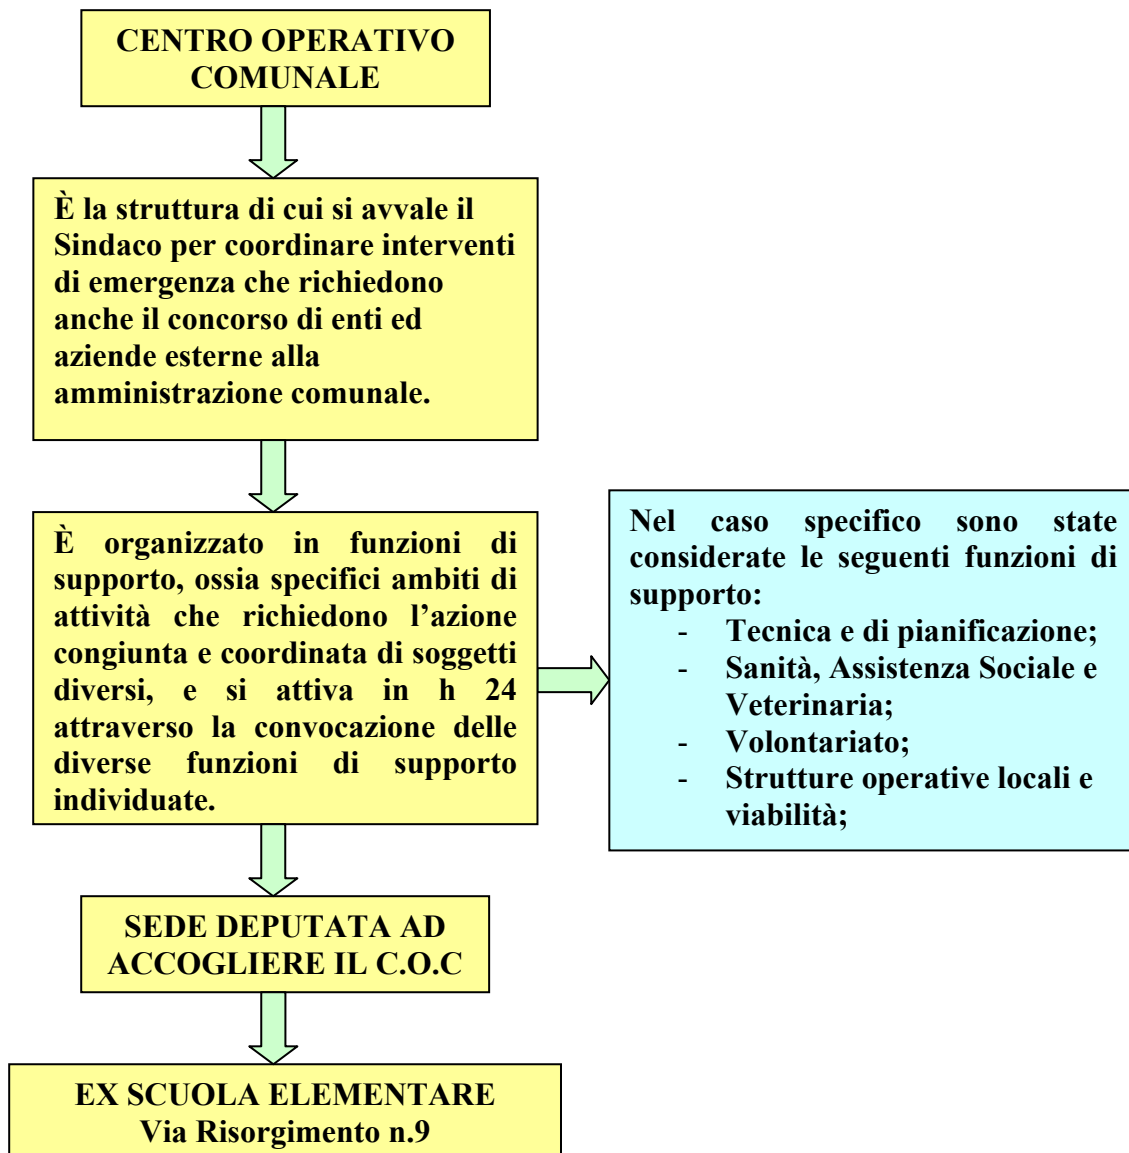 CENTRO OPERATIVO
COMUNALE
È la struttura di cui si avvale il
Sindaco per coordinare interventi
di emergenza che richiedono
anche il concorso di enti ed
aziende esterne alla
amministrazione comunale.
È organizzato in funzioni di
supporto, ossia specifici ambiti di
attività che richiedono l’azione
congiunta e coordinata di soggetti
diversi, e si attiva in h 24
attraverso la convocazione delle
diverse funzioni di supporto
individuate.
Nel caso specifico sono state
considerate le seguenti funzioni di
supporto:
- Tecnica e di pianificazione;
- Sanità, Assistenza Sociale e
Veterinaria;
- Volontariato;
- Strutture operative locali e
viabilità;
SEDE DEPUTATA AD
ACCOGLIERE IL C.O.C
EX SCUOLA ELEMENTARE
Via Risorgimento n.9